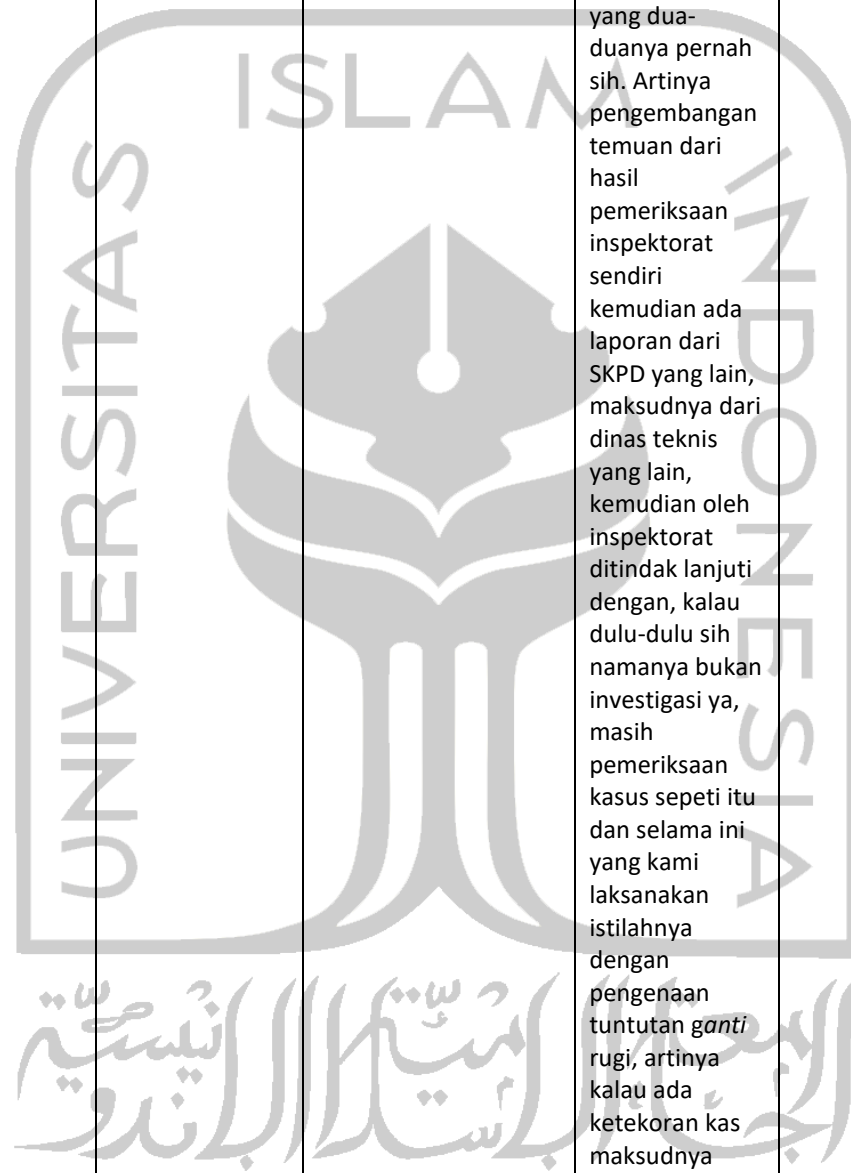 yang dua-
duanya pernah
sih. Artinya
pengembangan
temuan dari
hasil
pemeriksaan
inspektorat
sendiri
kemudian ada
laporan dari
SKPD yang lain,
maksudnya dari
dinas teknis
yang lain,
kemudian oleh
inspektorat
ditindak lanjuti
dengan, kalau
dulu-dulu sih
namanya bukan
investigasi ya,
masih
pemeriksaan
kasus sepeti itu
dan selama ini
yang kami
laksanakan
istilahnya
dengan
pengenaan
tuntutan ganti
rugi, artinya
kalau ada
ketekoran kas
maksudnya
UNIVERSITAS
ISLAM
INDONESIA